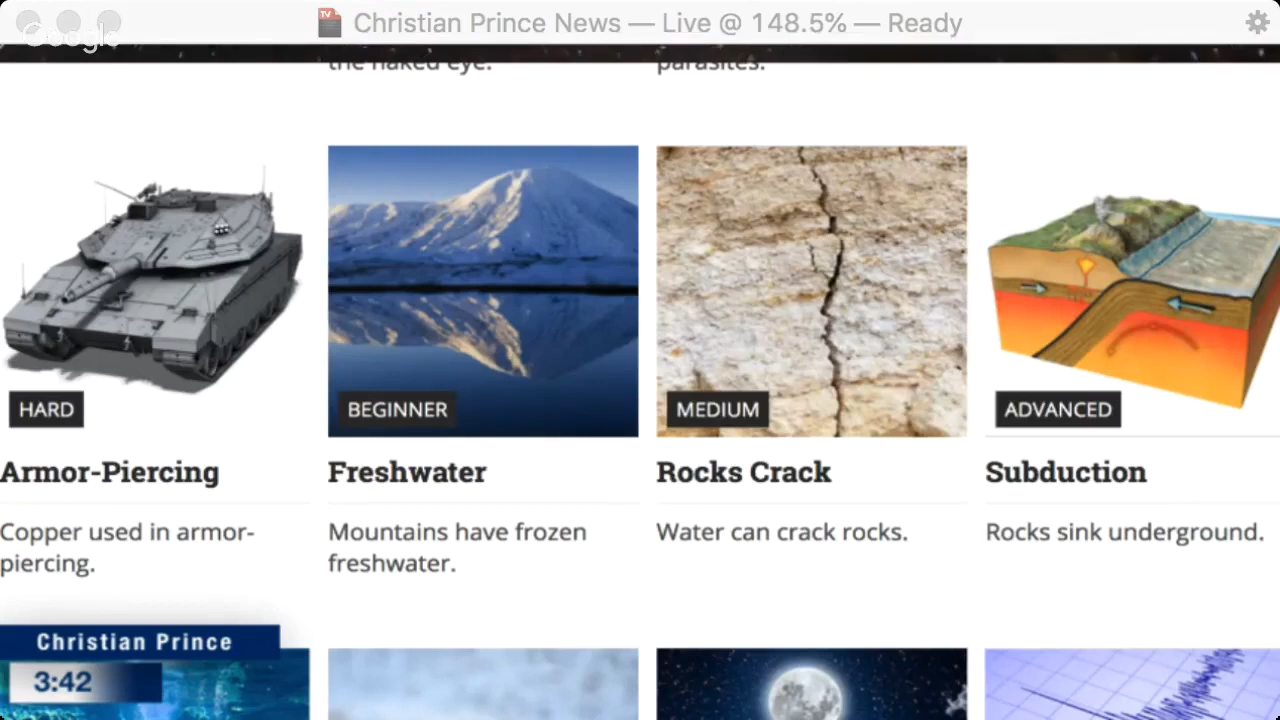 TV
Christian Prince News — Live @ 148.5% — Ready
Google
the naked eye.
parasites.
HARD
BEGINNER
MEDIUM
ADVANCED
Armor-Piercing
Freshwater
Rocks Crack
Subduction
Copper used in armor-
piercing.
Mountains have frozen
freshwater.
Water can crack rocks.
Rocks sink underground.
Christian Prince
3:42